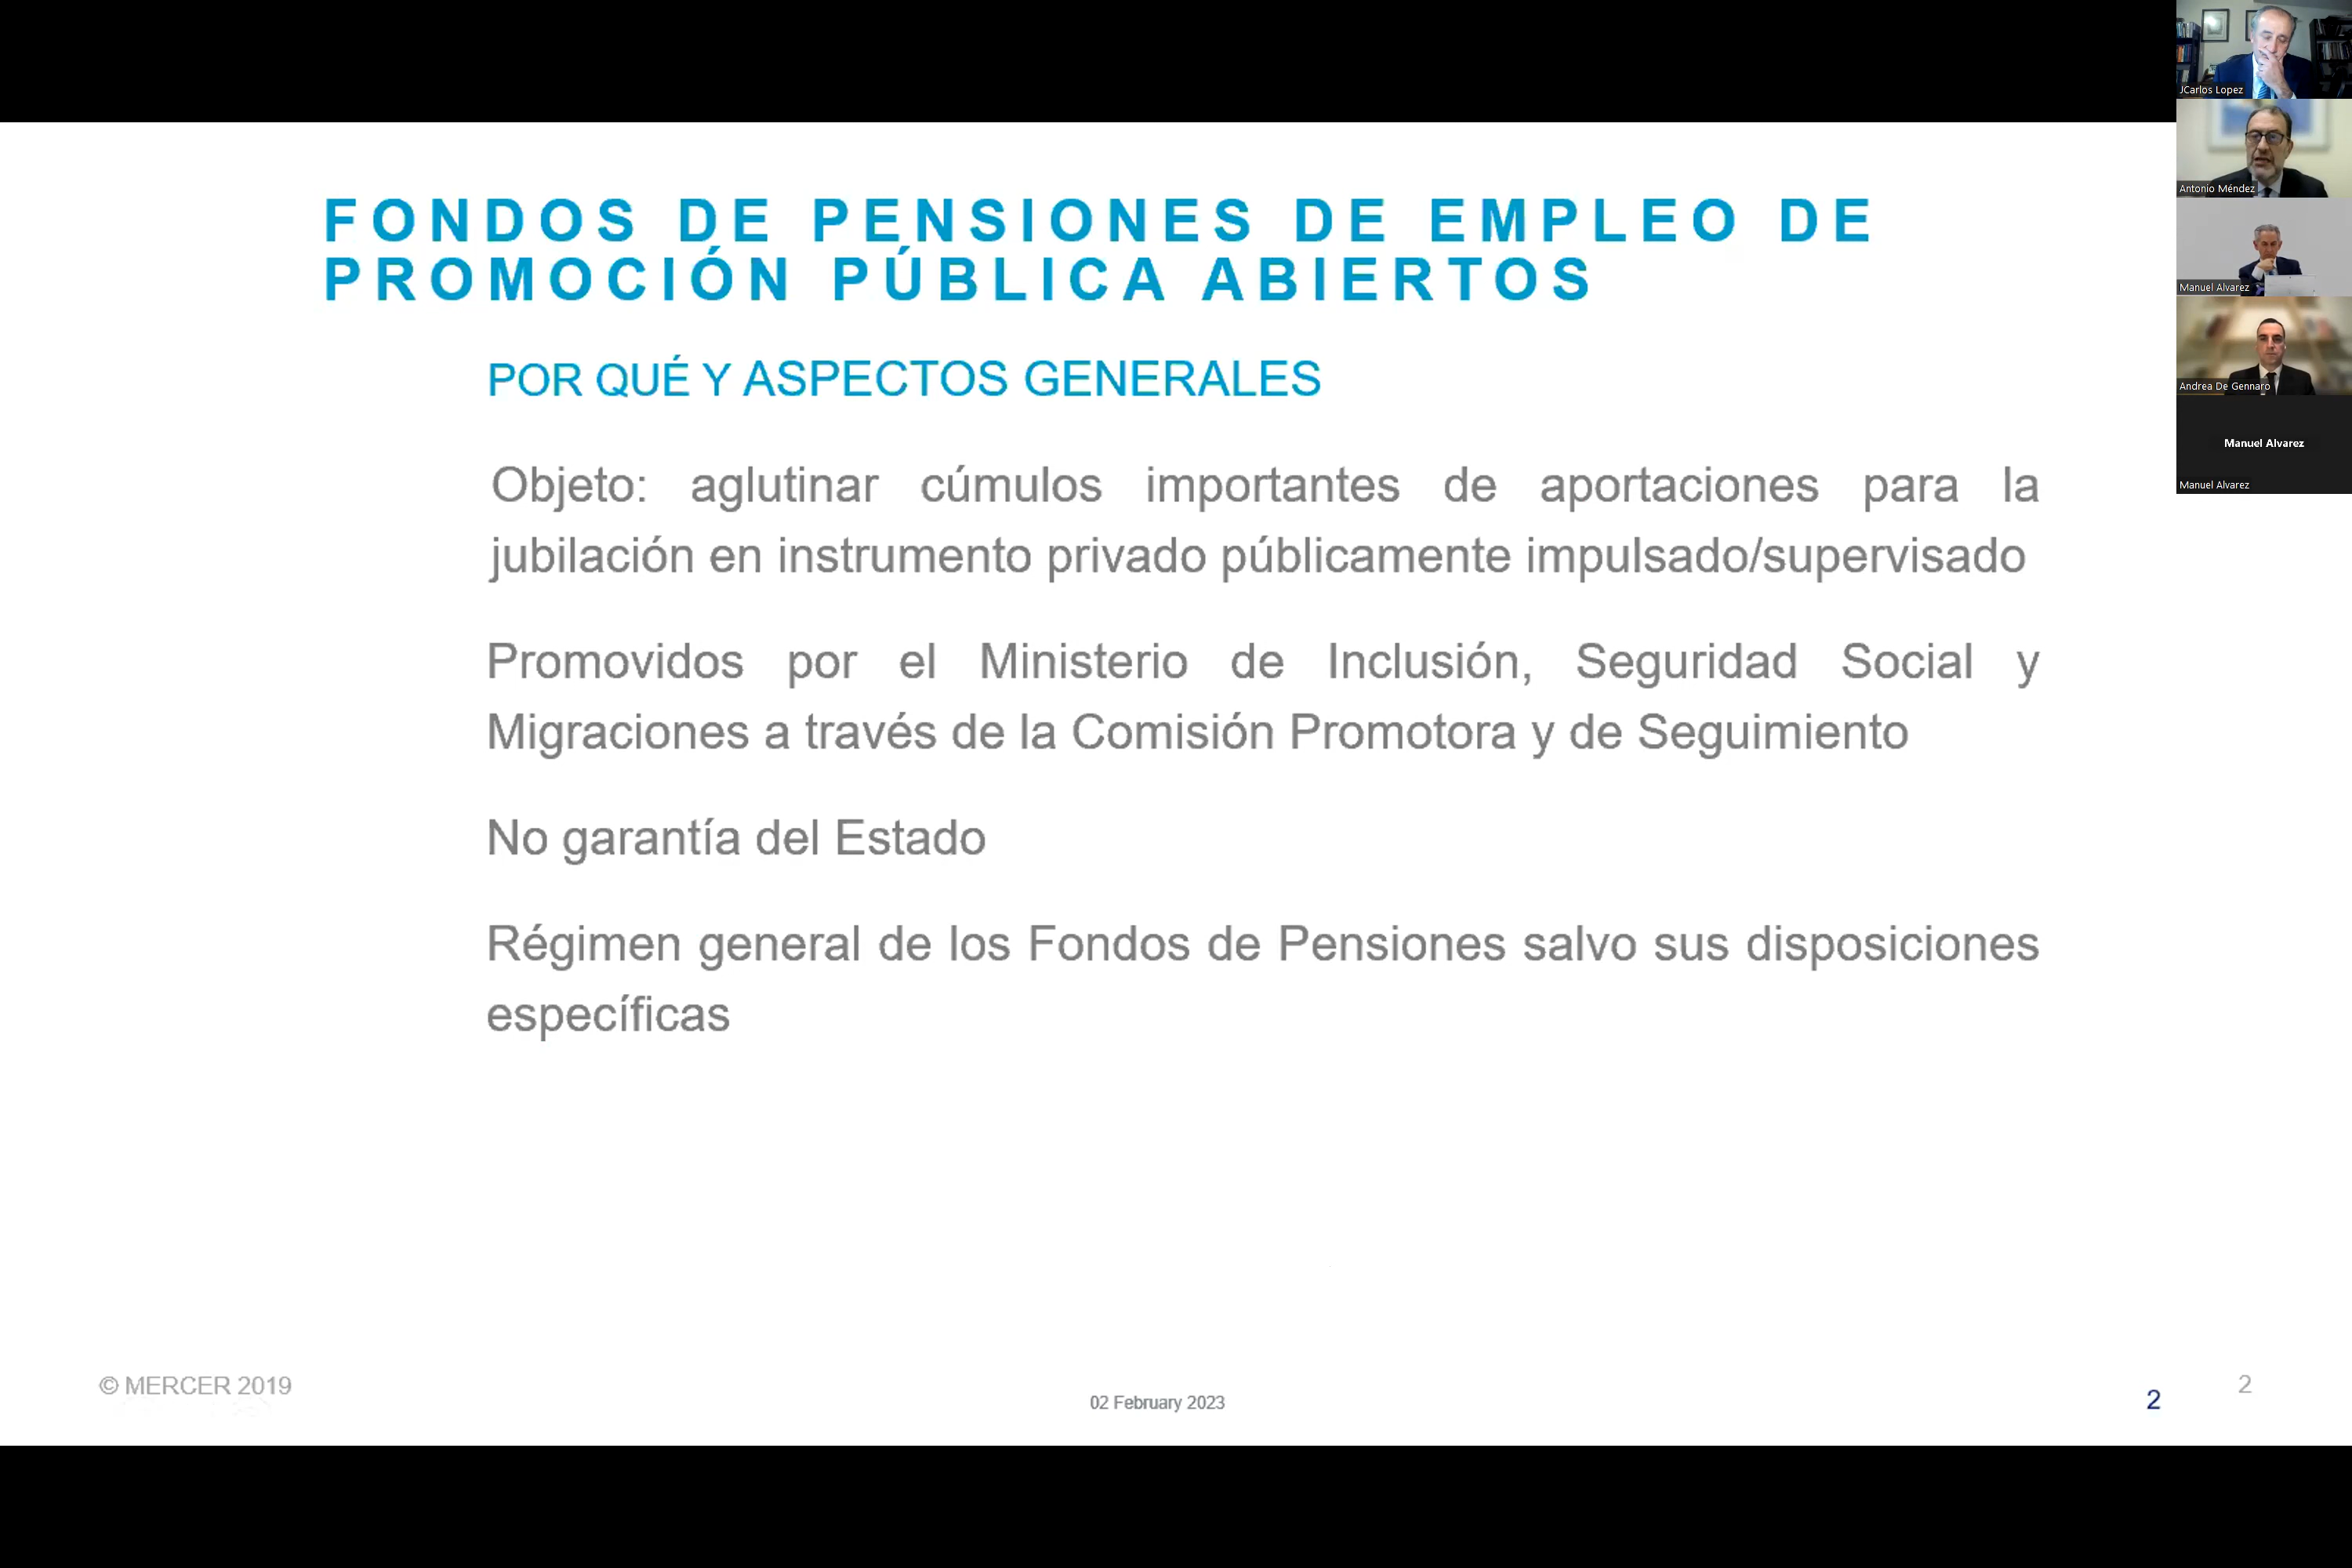 FONDOS DE PENSIONES DE EMPLEO DE
PROMOCIÓN PÚBLICA ABIERTOS
POR QUÉ Y ASPECTOS GENERALES
Objeto: aglutinar cúmulos importantes de aportaciones para la
jubilación en instrumento privado públicamente impulsado/supervisado
Promovidos por el Ministerio de Inclusión, Seguridad Social y
Migraciones a través de la Comisión Promotora y de Seguimiento
No garantía del Estado
Régimen general de los Fondos de Pensiones salvo sus disposiciones
específicas
© MERCER 2019
02 February 2023
2
2
JCarlos Lopez
Antonio Méndez
Manuel Alvarez
Andrea De Gennaro
Manuel Alvarez
Manuel Alvarez